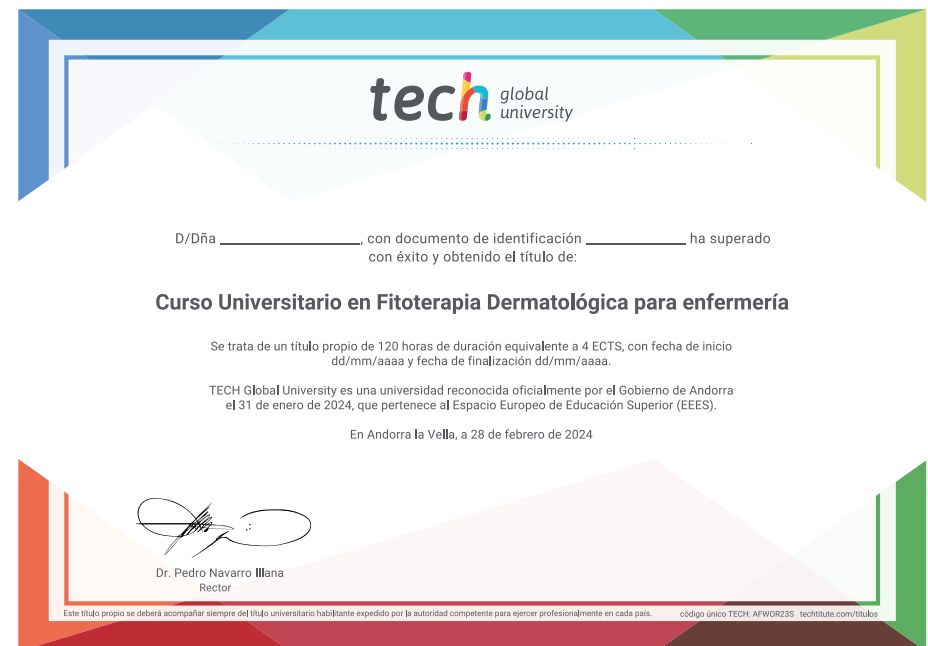 tech global university
D/Dña ____________________, con documento de identificación ______________ ha superado
con éxito y obtenido el título de:
Curso Universitario en Fitoterapia Dermatológica para enfermería
Se trata de un título propio de 120 horas de duración equivalente a 4 ECTS, con fecha de inicio
dd/mm/aaaa y fecha de finalización dd/mm/aaaa.
TECH Global University es una universidad reconocida oficialmente por el Gobierno de Andorra
el 31 de enero de 2024, que pertenece al Espacio Europeo de Educación Superior (EEES).
En Andorra la Vella, a 28 de febrero de 2024
Dr. Pedro Navarro Illana
Rector
Este título propio se deberá acompañar siempre del título universitario habilitante expedido por la autoridad competente para ejercer profesionalmente en cada país. código único TECH: AFWOR23S techtitute.com/titulos